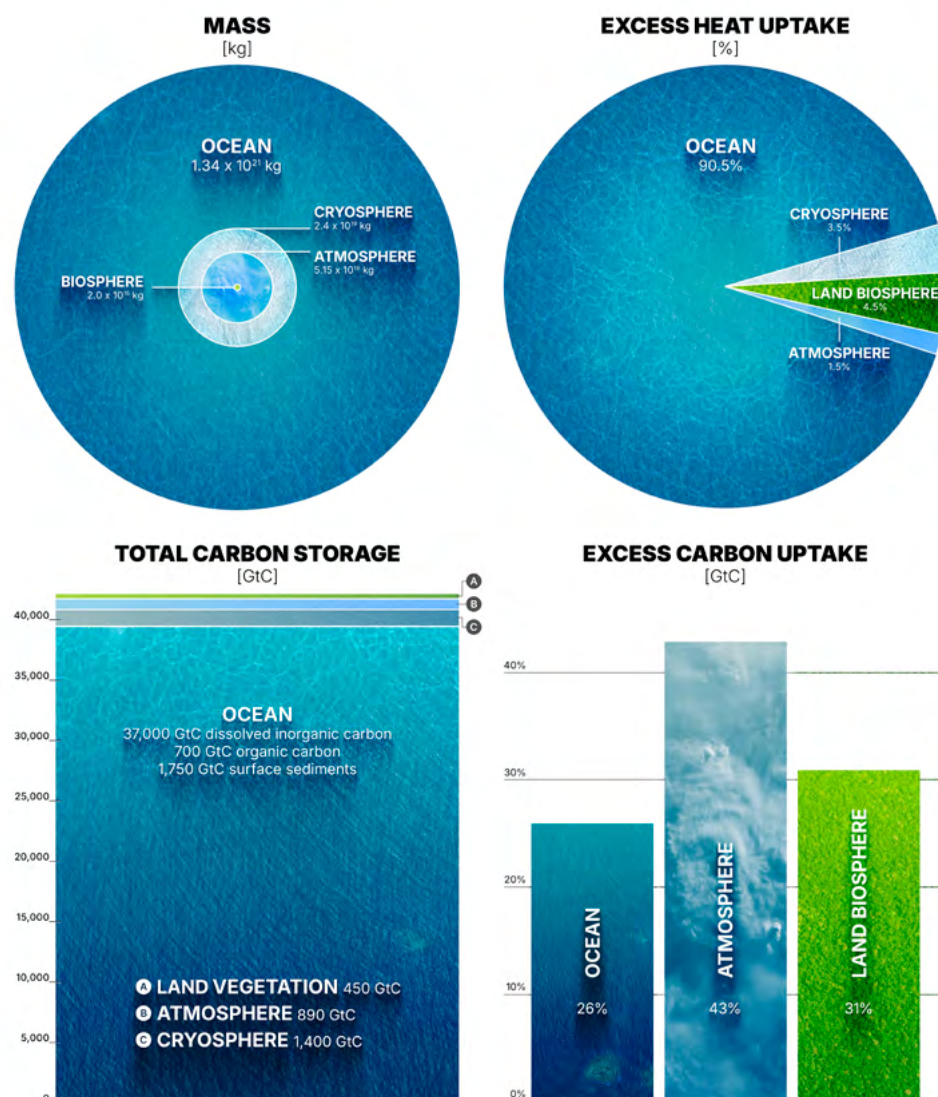 MASS
[kg]
OCEAN
1.34 x 10²¹ kg
CRYOSPHERE
2.4 x 10¹⁹ kg
ATMOSPHERE
5.15 x 10¹⁸ kg
BIOSPHERE
2.0 x 10¹⁵ kg
EXCESS HEAT UPTAKE
[%]
OCEAN
90.5%
CRYOSPHERE
3.5%
LAND BIOSPHERE
4.5%
ATMOSPHERE
1.5%
TOTAL CARBON STORAGE
[GtC]
A
B
C
40,000
35,000
30,000
25,000
20,000
15,000
10,000
5,000
OCEAN
37,000 GtC dissolved inorganic carbon
700 GtC organic carbon
1,750 GtC surface sediments
A LAND VEGETATION 450 GtC
B ATMOSPHERE 890 GtC
C CRYOSPHERE 1,400 GtC
EXCESS CARBON UPTAKE
[GtC]
40%
30%
20%
10%
0%
OCEAN
26%
ATMOSPHERE
43%
LAND BIOSPHERE
31%